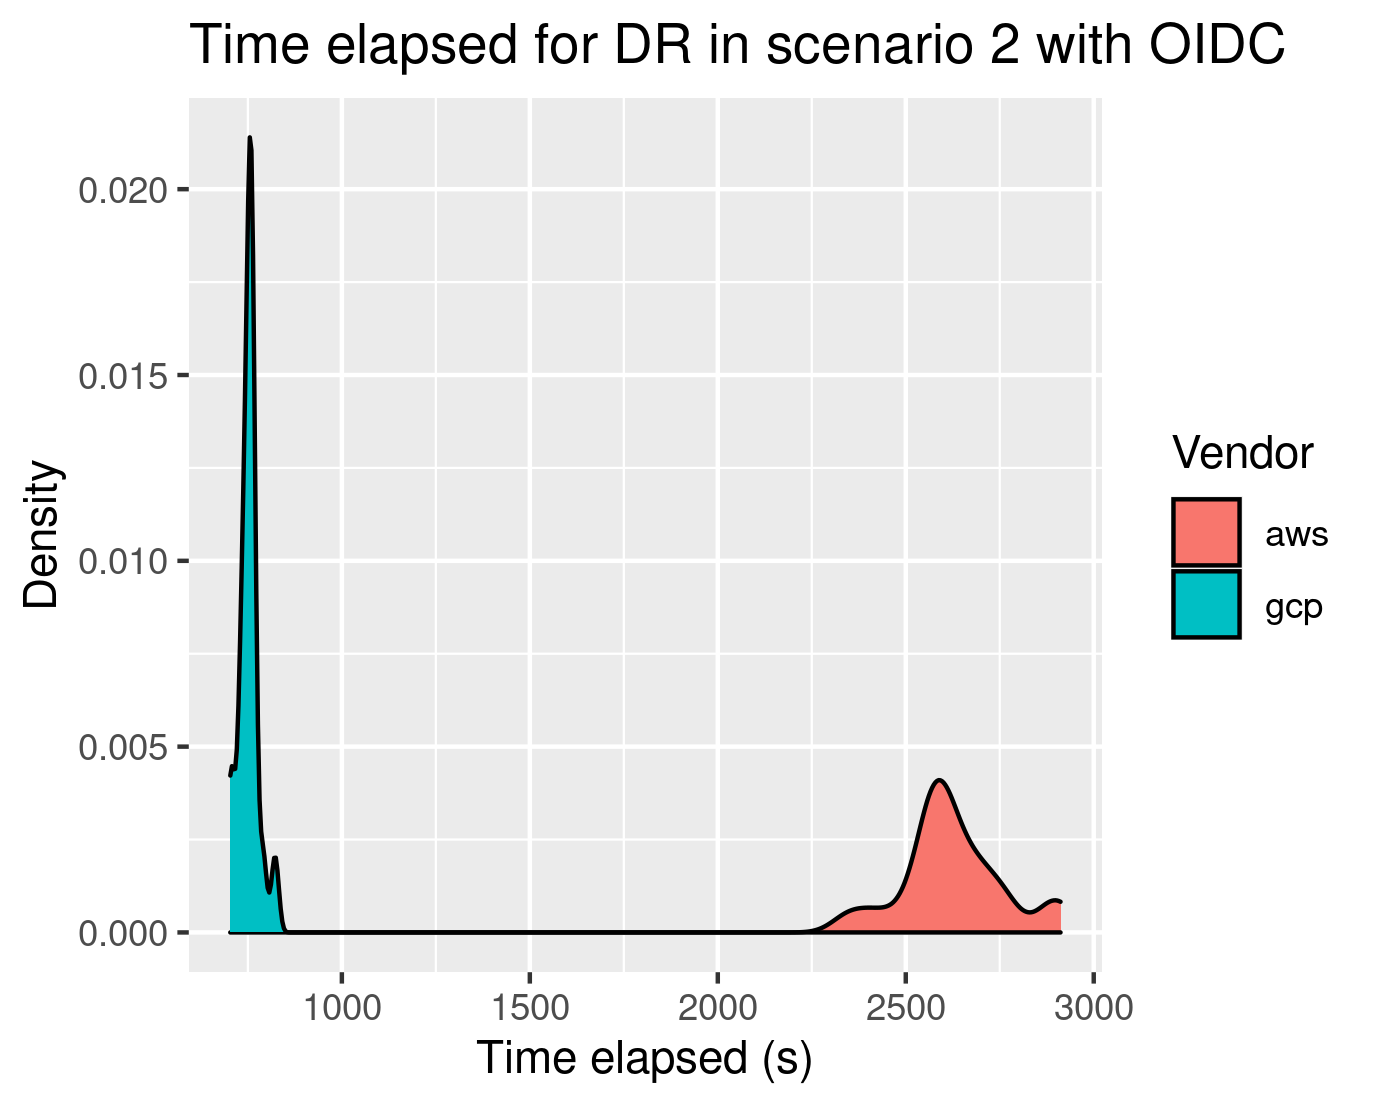 Time elapsed for DR in scenario 2 with OIDC
Density
0.020
0.015
0.010
0.005
0.000
1000 1500 2000 2500 3000
Time elapsed (s)
Vendor
aws
gcp